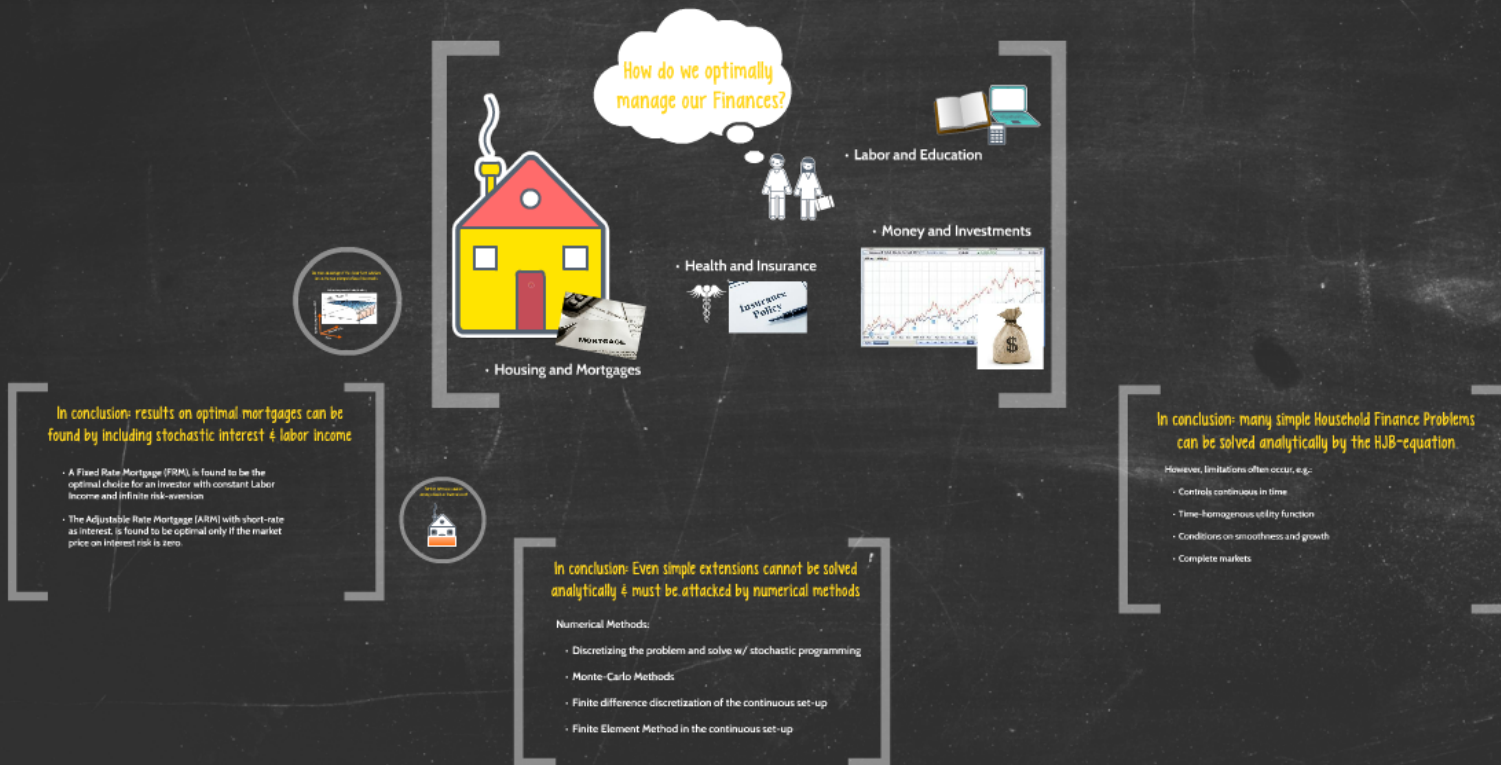 How do we optimally
manage our Finances?
• Labor and Education
• Money and Investments
• Health and Insurance
Insurance
Policy
MORTGAGE
$
• Housing and Mortgages
In conclusion: results on optimal mortgages can be
found by including stochastic interest & labor income
• A Fixed Rate Mortgage (FRM), is found to be the
optimal choice for an investor with constant Labor
Income and infinite risk-aversion
• The Adjustable Rate Mortgage (ARM) with short-rate
as interest, is found to be optimal only if the market
price on interest risk is zero.
In conclusion: Even simple extensions cannot be solved
analytically & must be attacked by numerical methods
Numerical Methods:
• Discretizing the problem and solve w/ stochastic programming
• Monte-Carlo Methods
• Finite difference discretization of the continuous set-up
• Finite Element Method in the continuous set-up
In conclusion: many simple Household Finance Problems
can be solved analytically by the HJB-equation
However, limitations often occur, e.g.:
• Controls continuous in time
• Time-homogenous utility function
• Conditions on smoothness and growth
• Complete markets